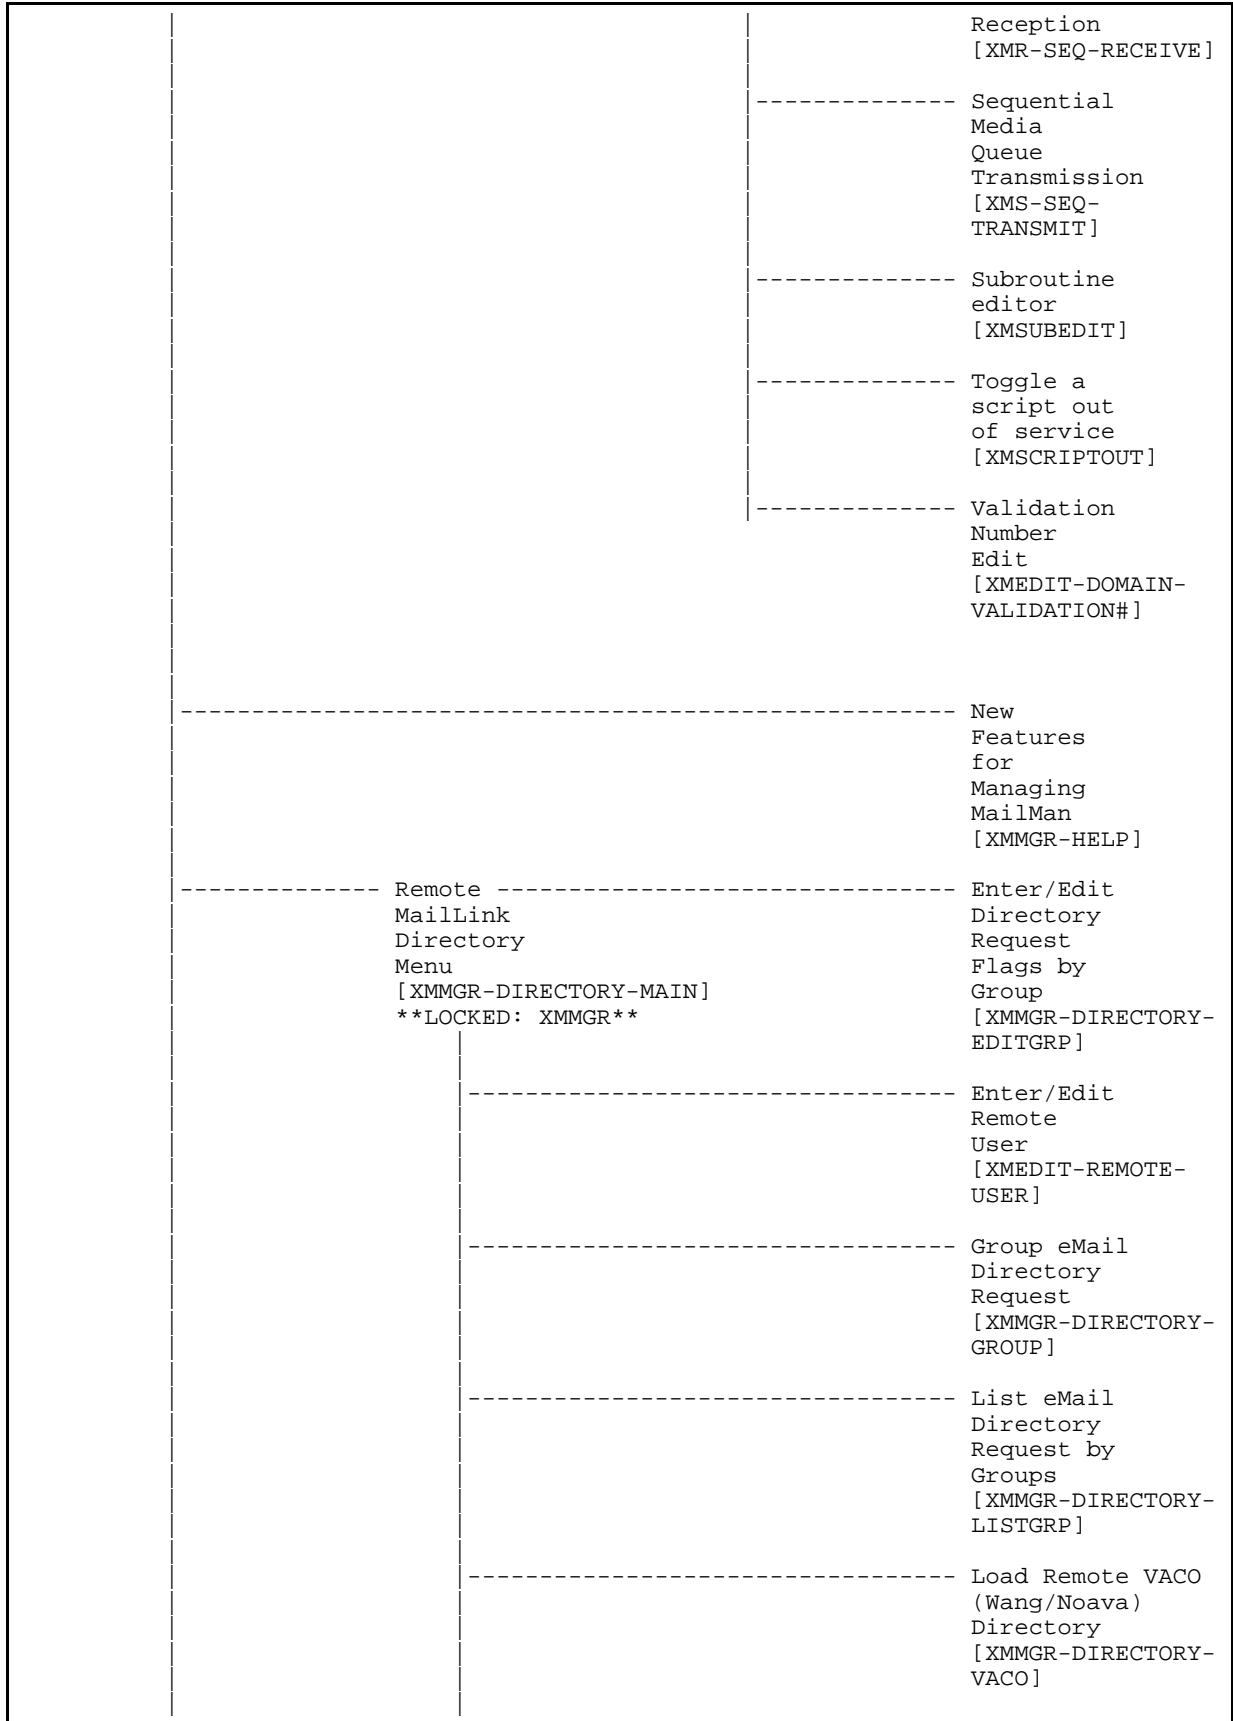 Reception
[XMR-SEQ-RECEIVE]
|-------------- Sequential
Media
Queue
Transmission
[XMS-SEQ-
TRANSMIT]
|-------------- Subroutine
editor
[XMSUBEDIT]
|-------------- Toggle a
script out
of service
[XMSCRIPTOUT]
|-------------- Validation
Number
Edit
[XMEDIT-DOMAIN-
VALIDATION#]
|------------------------------------------------------ New
Features
for
Managing
MailMan
[XMMGR-HELP]
|-------------- Remote -------------------------------- Enter/Edit
MailLink Directory
Directory Request
Menu Flags by
[XMMGR-DIRECTORY-MAIN] Group
**LOCKED: XMMGR** [XMMGR-DIRECTORY-
EDITGRP]
|---------------------------------- Enter/Edit
Remote
User
[XMEDIT-REMOTE-
USER]
|---------------------------------- Group eMail
Directory
Request
[XMMGR-DIRECTORY-
GROUP]
|---------------------------------- List eMail
Directory
Request by
Groups
[XMMGR-DIRECTORY-
LISTGRP]
|---------------------------------- Load Remote VACO
(Wang/Noava)
Directory
[XMMGR-DIRECTORY-
VACO]